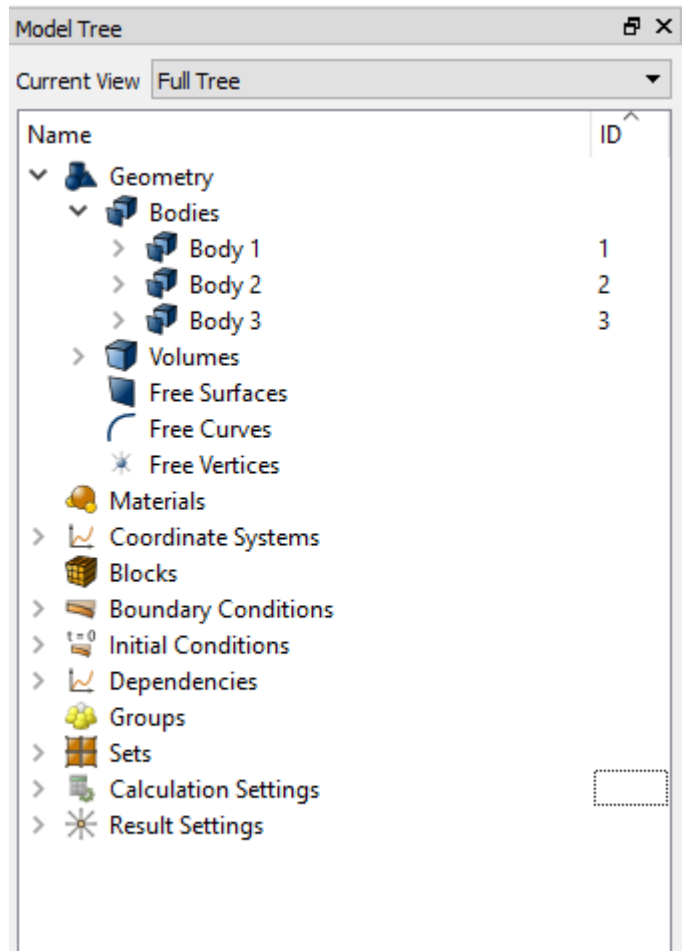 Model Tree
Current View Full Tree
Name ID
Geometry
Bodies
Body 1 1
Body 2 2
Body 3 3
Volumes
Free Surfaces
Free Curves
Free Vertices
Materials
Coordinate Systems
Blocks
Boundary Conditions
t = 0 Initial Conditions
Dependencies
Groups
Sets
Calculation Settings
Result Settings